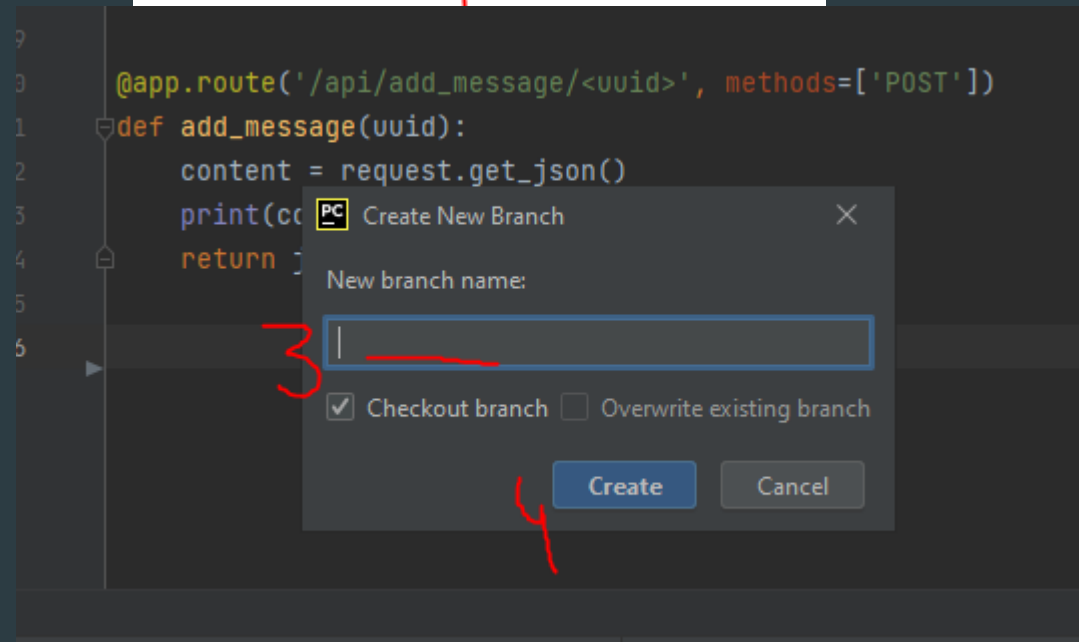 9
0 @app.route('/api/add_message/<uuid>', methods=['POST'])
1 def add_message(uuid):
2 content = request.get_json()
3 print(co
4 return j
5
6
PC Create New Branch
New branch name:
3
Checkout branch Overwrite existing branch
Create Cancel
4